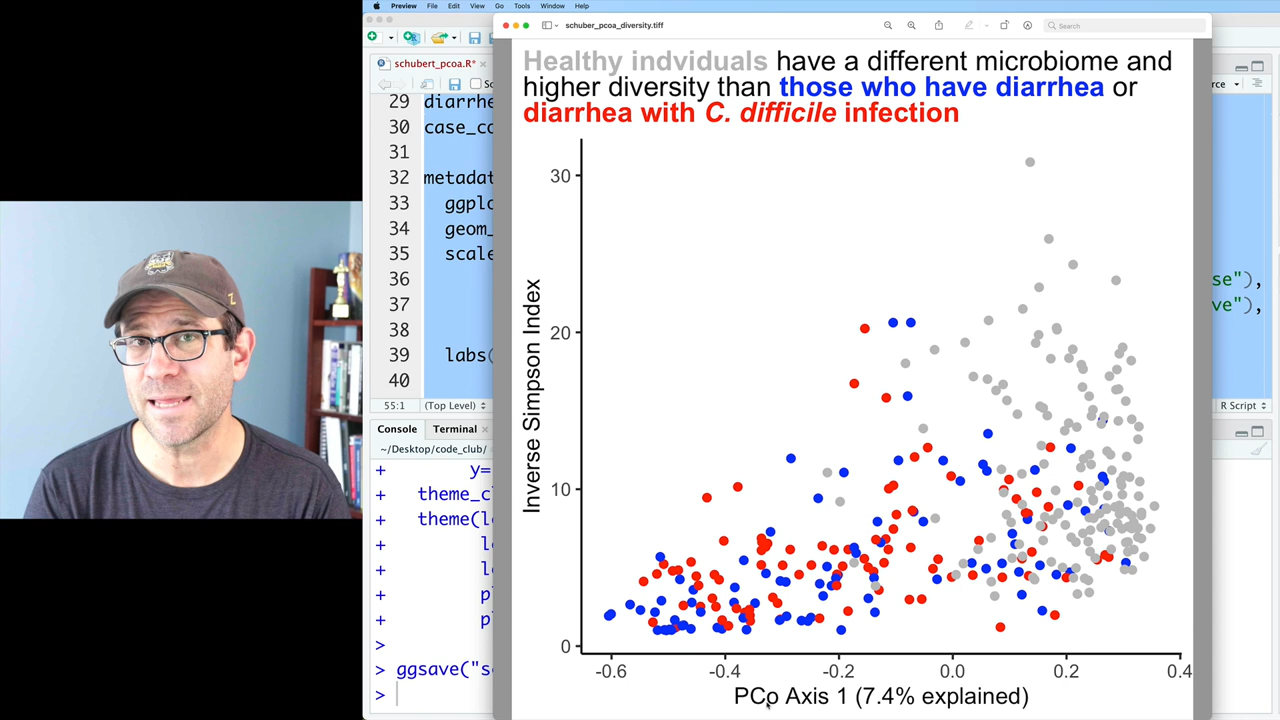 Preview File Edit View Go Tools Window Help
schuber_pcoa_diversity.tiff
Search
schubert_pcoa.R*
Healthy indviduals have a different microbiome and
higher diversity than those who have diarrhea or
diarrhea with C. difficile infection
29 diarrhe
30 case_co
31
32 metadat
33 ggplo
34 geom_
35 scale
36 se"),
37 ve"),
38
39 labs(
40
55:1 (Top Level) R Script
Console Terminal
~/Desktop/code_club/
+ y=
+ theme_c
+ theme(l
+ l
+ l
+ p
+ p
>
> ggsave("s
>
Inverse Simpson Index
30
20
10
0
-0.6 -0.4 -0.2 0.0 0.2 0.4
PCo Axis 1 (7.4% explained)